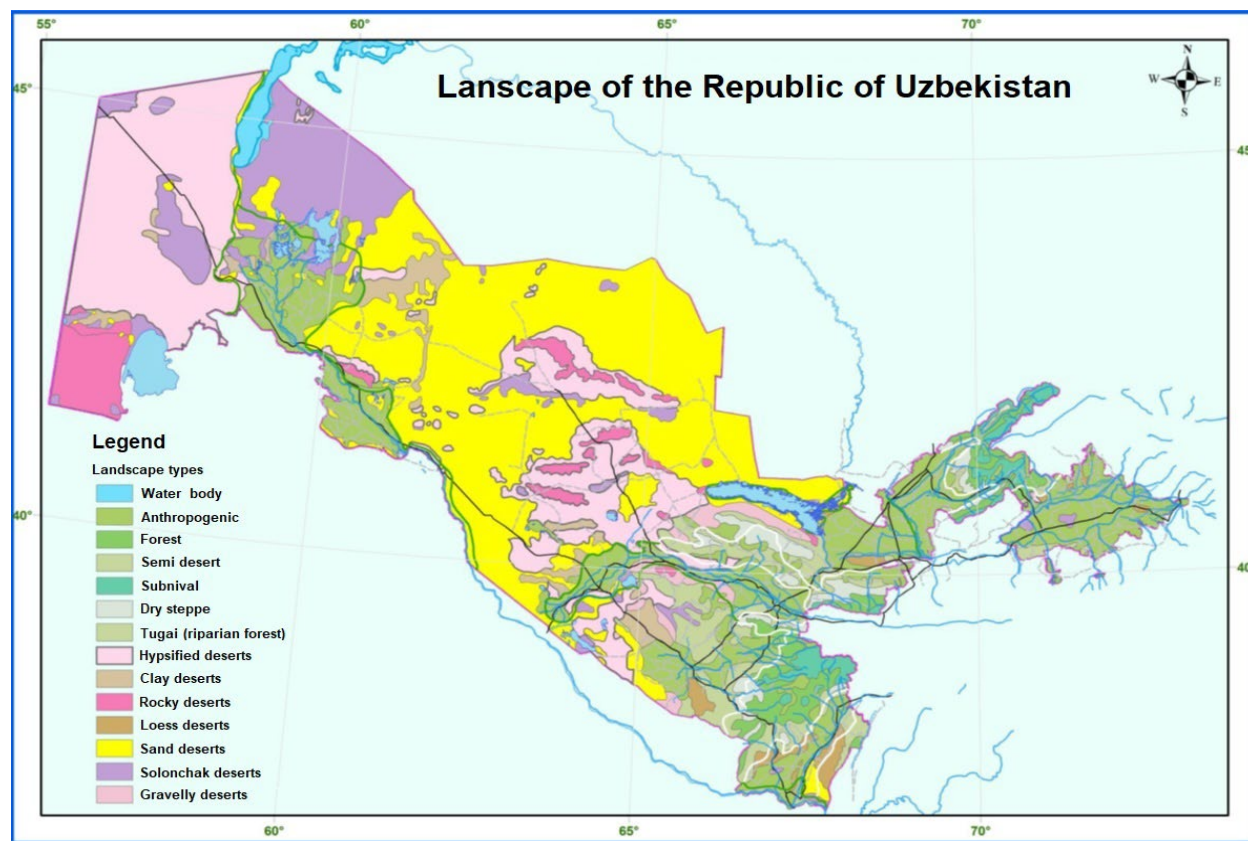 55°
60°
65°
70°
Lanscape of the Republic of Uzbekistan
N
W E
S
45°
45°
40°
40°
Legend
Landscape types
Water body
Anthropogenic
Forest
Semi desert
Subnival
Dry steppe
Tugai (riparian forest)
Hypsified deserts
Clay deserts
Rocky deserts
Loess deserts
Sand deserts
Solonchak deserts
Gravelly deserts
60°
65°
70°